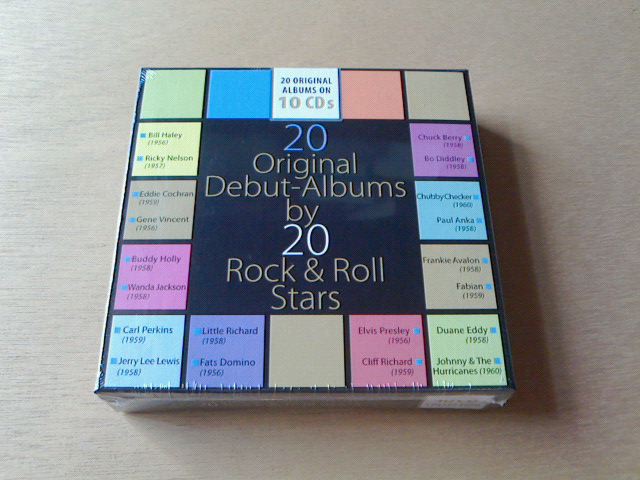 20 ORIGINAL
ALBUMS ON
10 CDs
20
Original
Debut-Albums
by
20
Rock & Roll
Stars
Bill Haley
(1956)
Ricky Nelson
(1957)
Eddie Cochran
(1959)
Gene Vincent
(1956)
Buddy Holly
(1958)
Wanda Jackson
(1958)
Carl Perkins
(1959)
Jerry Lee Lewis
(1958)
Little Richard
(1958)
Fats Domino
(1956)
Elvis Presley
(1956)
Cliff Richard
(1959)
Duane Eddy
(1958)
Johnny & The
Hurricanes (1960)
Chuck Berry
(1958)
Bo Diddley
(1958)
Chubby Checker
(1960)
Paul Anka
(1958)
Frankie Avalon
(1958)
Fabian
(1959)